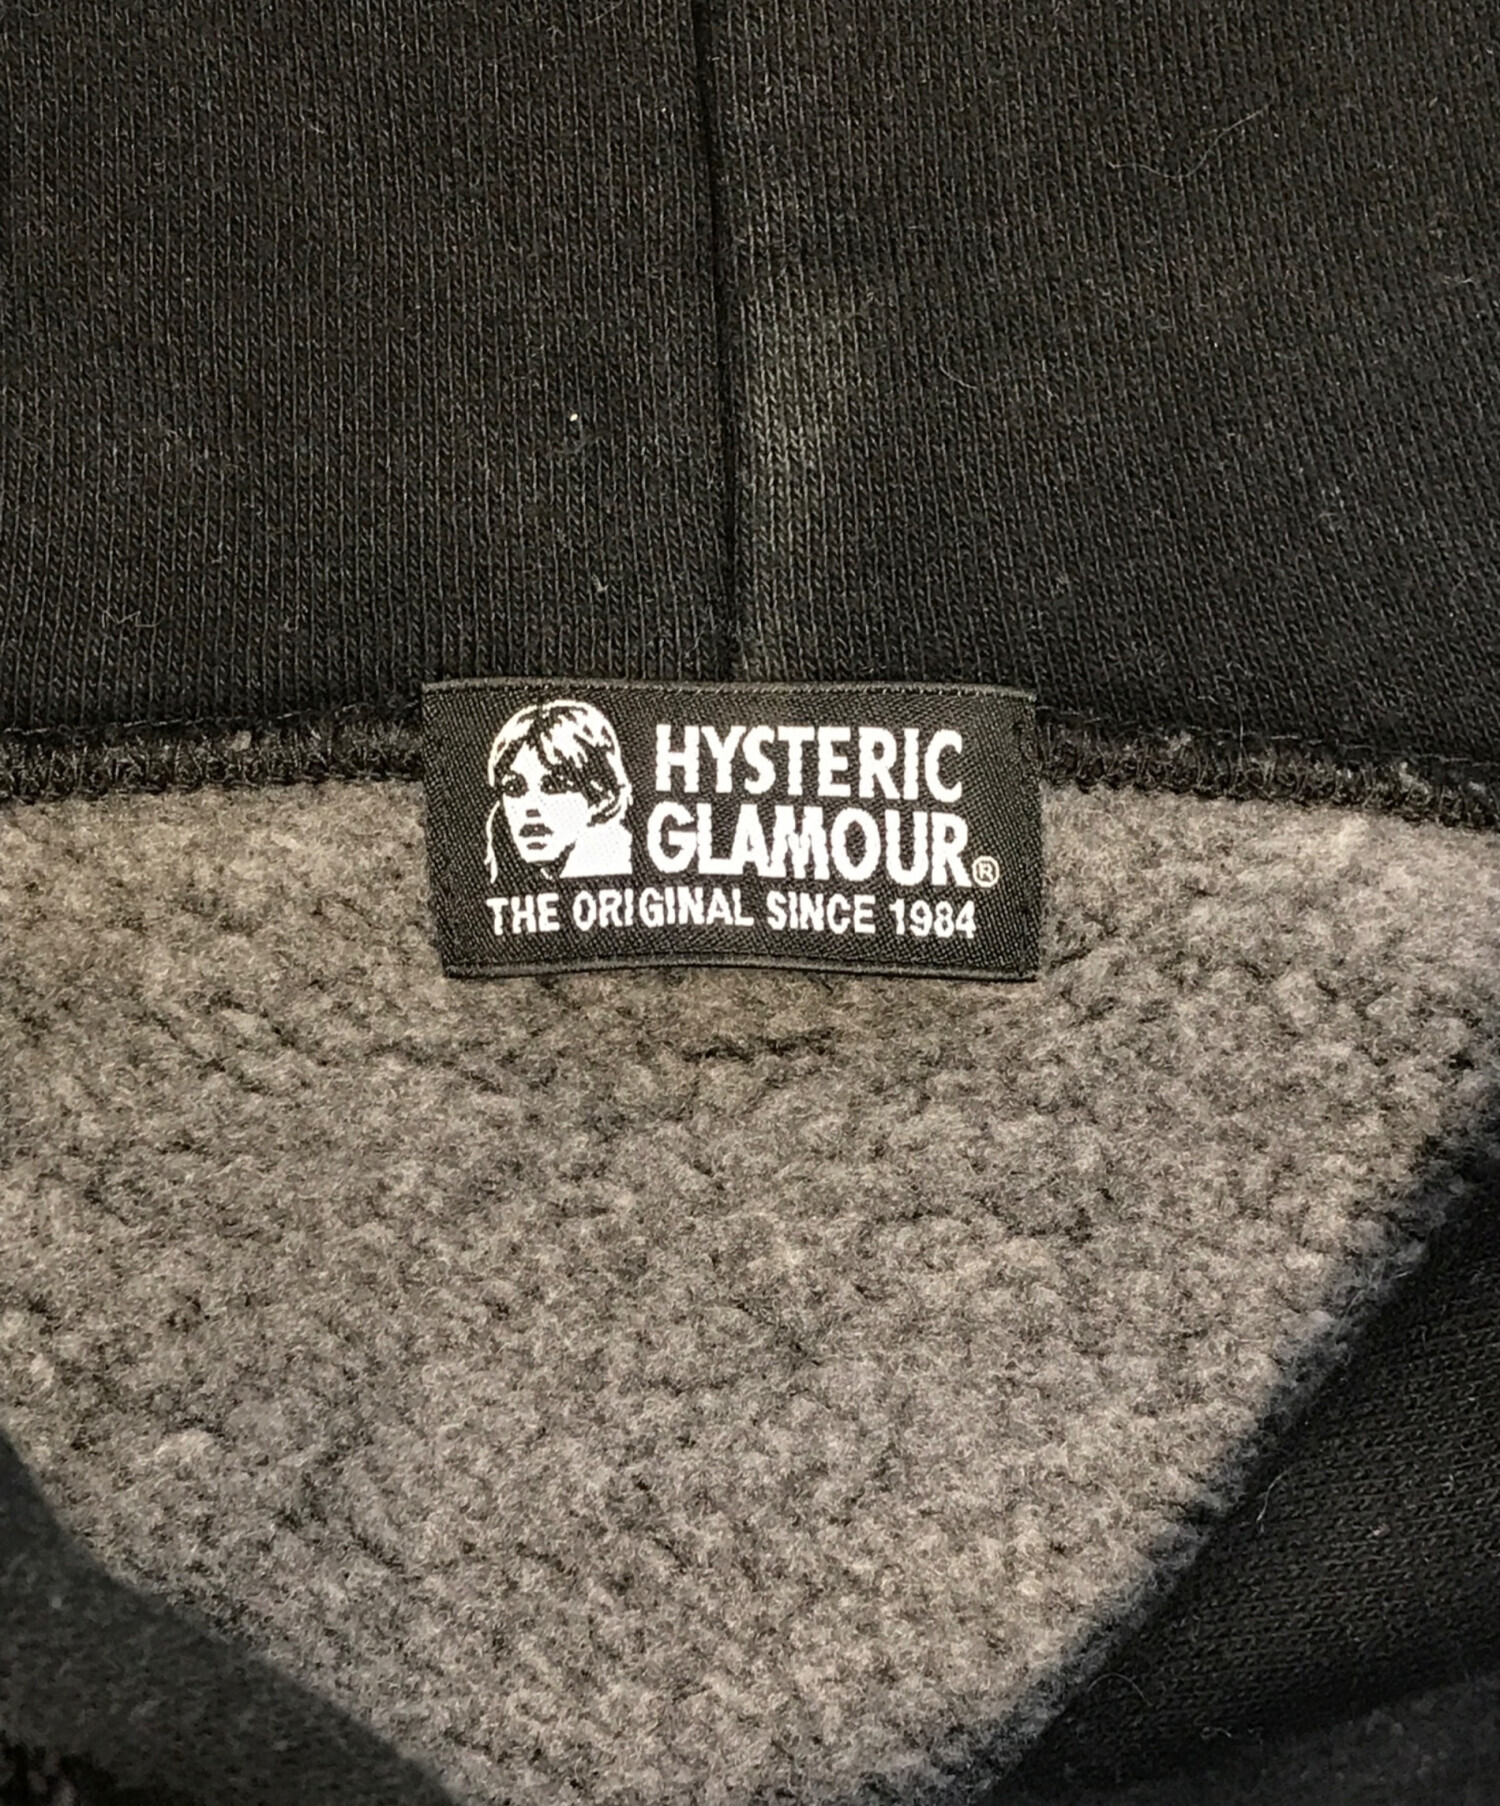 HYSTERIC
GLAMOUR®
THE ORIGINAL SINCE 1984